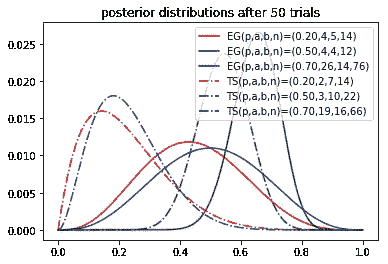 posterior distributions after 50 trials
EG(p,a,b,n)=(0.20,4,5,14)
EG(p,a,b,n)=(0.50,4,4,12)
EG(p,a,b,n)=(0.70,26,14,76)
TS(p,a,b,n)=(0.20,2,7,14)
TS(p,a,b,n)=(0.50,3,10,22)
TS(p,a,b,n)=(0.70,19,16,66)
0.025
0.020
0.015
0.010
0.005
0.000
0.0 0.2 0.4 0.6 0.8 1.0